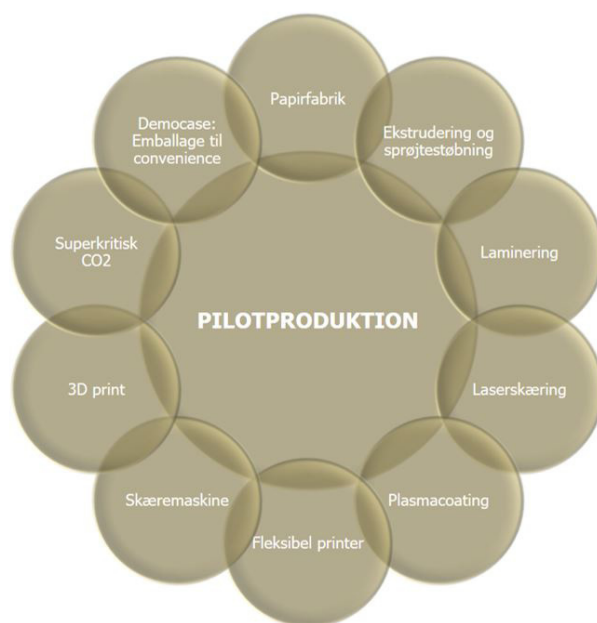 Papirfabrik
Ekstrudering og
sprøjtestøbning
Laminering
Laserskæring
Plasmacoating
Fleksibel printer
Skæremaskine
3D print
Superkritisk
CO2
Democase:
Emballage til
convenience
PILOTPRODUKTION